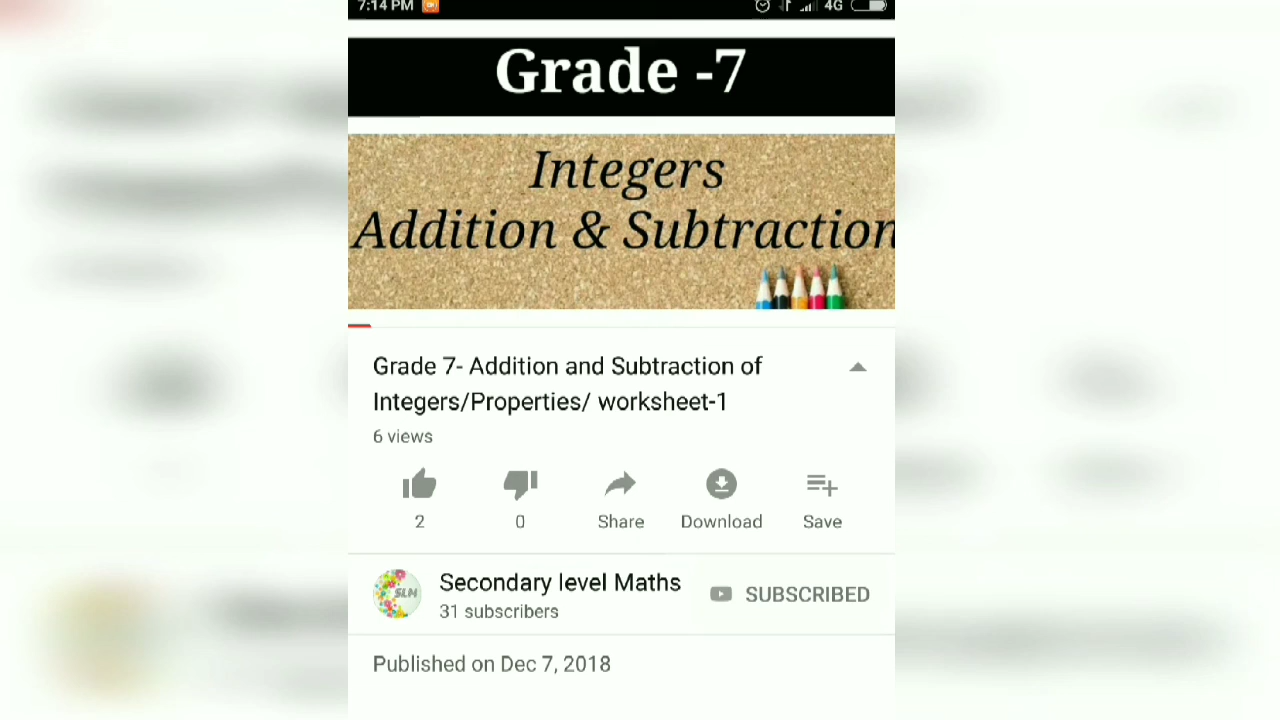 7:14 PM 4G
Grade -7
Integers
Addition & Subtraction
Grade 7- Addition and Subtraction of
Integers/Properties/ worksheet-1
6 views
2 0 Share Download Save
SLM
Secondary level Maths
SUBSCRIBED
31 subscribers
Published on Dec 7, 2018